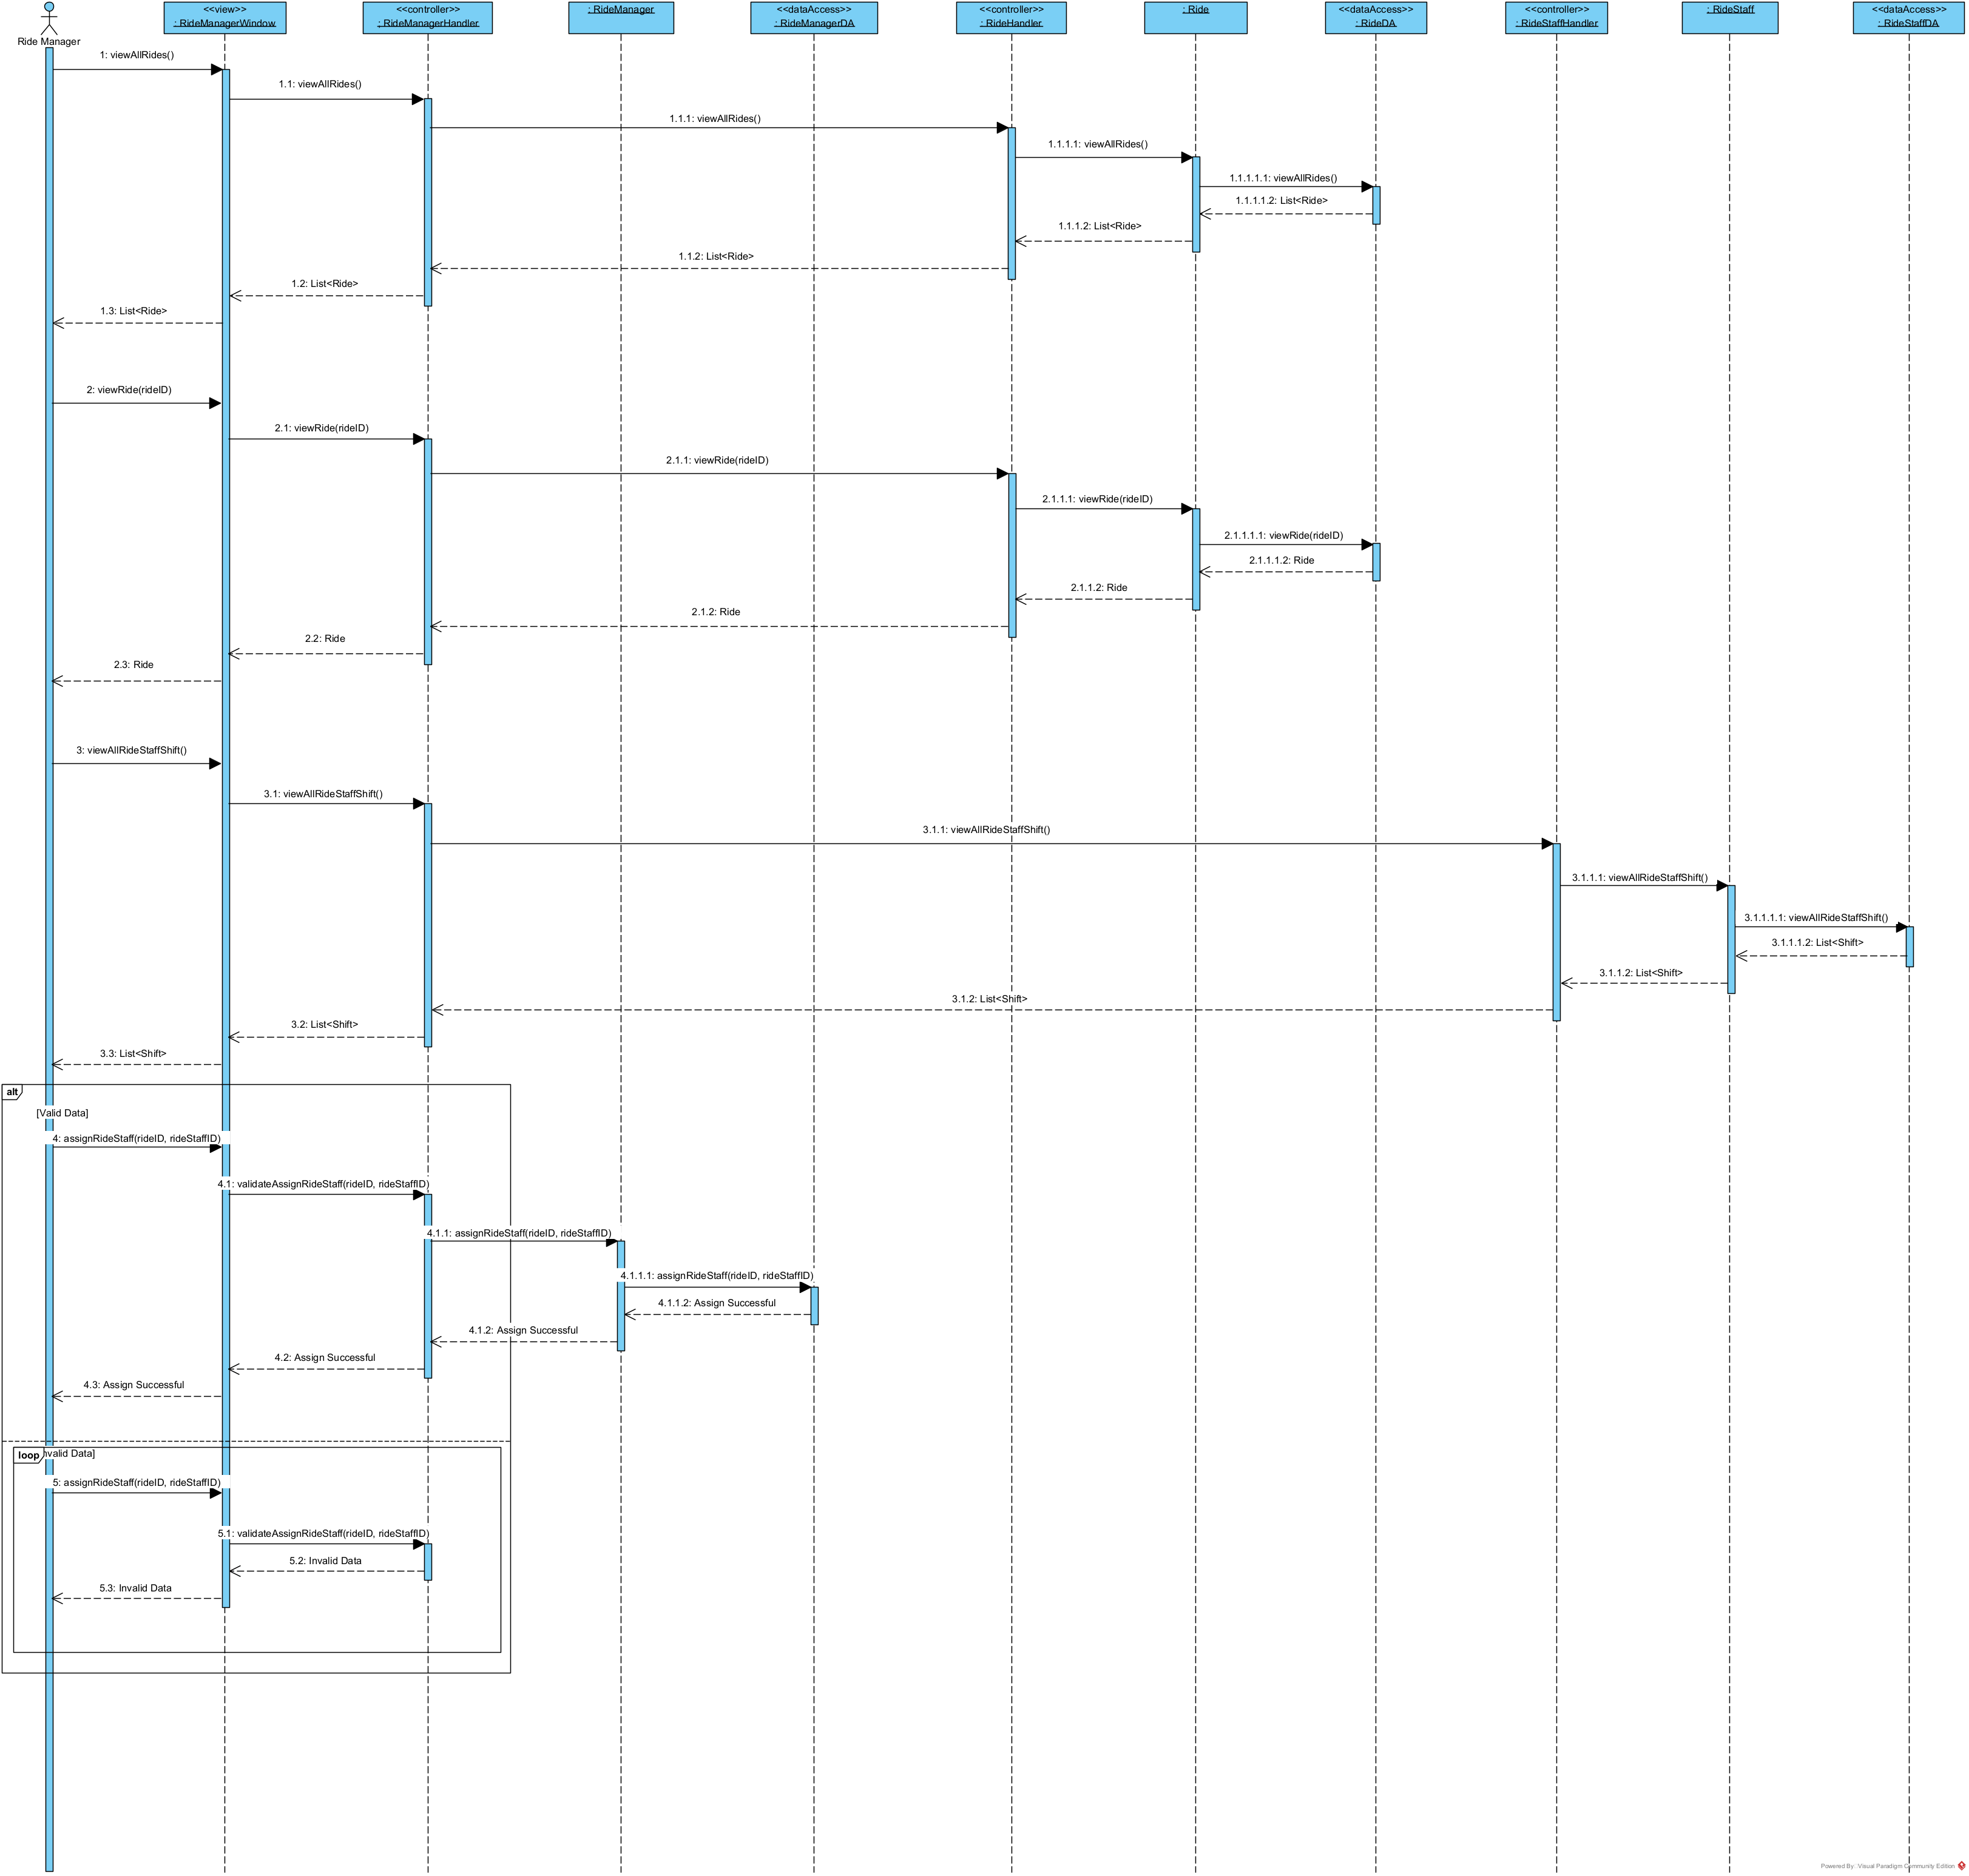 Ride Manager
<<view>>
: RideManagerWindow
<<controller>>
: RideManagerHandler
: RideManager
<<dataAccess>>
: RideManagerDA
<<controller>>
: RideHandler
: Ride
<<dataAccess>>
: RideDA
<<controller>>
: RideStaffHandler
: RideStaff
<<dataAccess>>
: RideStaffDA
1: viewAllRides()
1.1: viewAllRides()
1.1.1: viewAllRides()
1.1.1.1: viewAllRides()
1.1.1.1.1: viewAllRides()
1.1.1.1.2: List<Ride>
1.1.1.2: List<Ride>
1.1.2: List<Ride>
1.2: List<Ride>
1.3: List<Ride>
2: viewRide(rideID)
2.1: viewRide(rideID)
2.1.1: viewRide(rideID)
2.1.1.1: viewRide(rideID)
2.1.1.1.1: viewRide(rideID)
2.1.1.1.2: Ride
2.1.1.2: Ride
2.1.2: Ride
2.2: Ride
2.3: Ride
3: viewAllRideStaffShift()
3.1: viewAllRideStaffShift()
3.1.1: viewAllRideStaffShift()
3.1.1.1: viewAllRideStaffShift()
3.1.1.1.1: viewAllRideStaffShift()
3.1.1.1.2: List<Shift>
3.1.1.2: List<Shift>
3.1.2: List<Shift>
3.2: List<Shift>
3.3: List<Shift>
alt
[Valid Data]
4: assignRideStaff(rideID, rideStaffID)
4.1: validateAssignRideStaff(rideID, rideStaffID)
4.1.1: assignRideStaff(rideID, rideStaffID)
4.1.1.1: assignRideStaff(rideID, rideStaffID)
4.1.1.2: Assign Successful
4.1.2: Assign Successful
4.2: Assign Successful
4.3: Assign Successful
loop
nvalid Data]
5: assignRideStaff(rideID, rideStaffID)
5.1: validateAssignRideStaff(rideID, rideStaffID)
5.2: Invalid Data
5.3: Invalid Data
Powered By: Visual Paradigm Community Edition